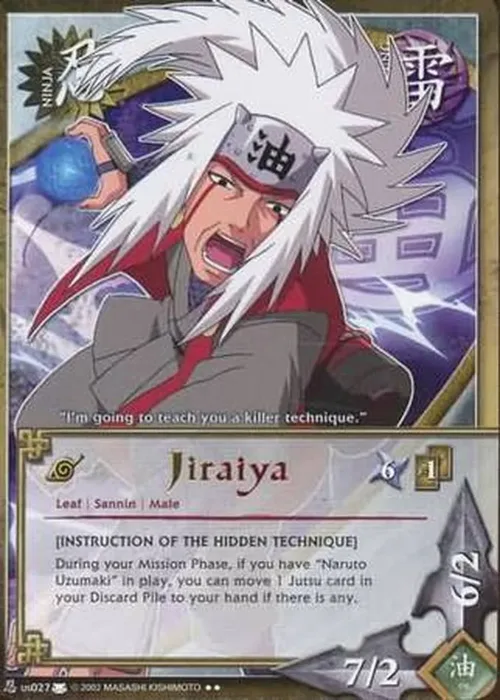 忍
NINJA
雷
油
"I'm going to teach you a killer technique."
Jiraiya
6
1
Leaf | Sannin | Male
[INSTRUCTION OF THE HIDDEN TECHNIQUE]
During your Mission Phase, if you have "Naruto
Uzumaki" in play, you can move 1 Jutsu card in
your Discard Pile to your hand if there is any.
6/2
7/2
油
忍 us027 © 2002 MASASHI KISHIMOTO ★★